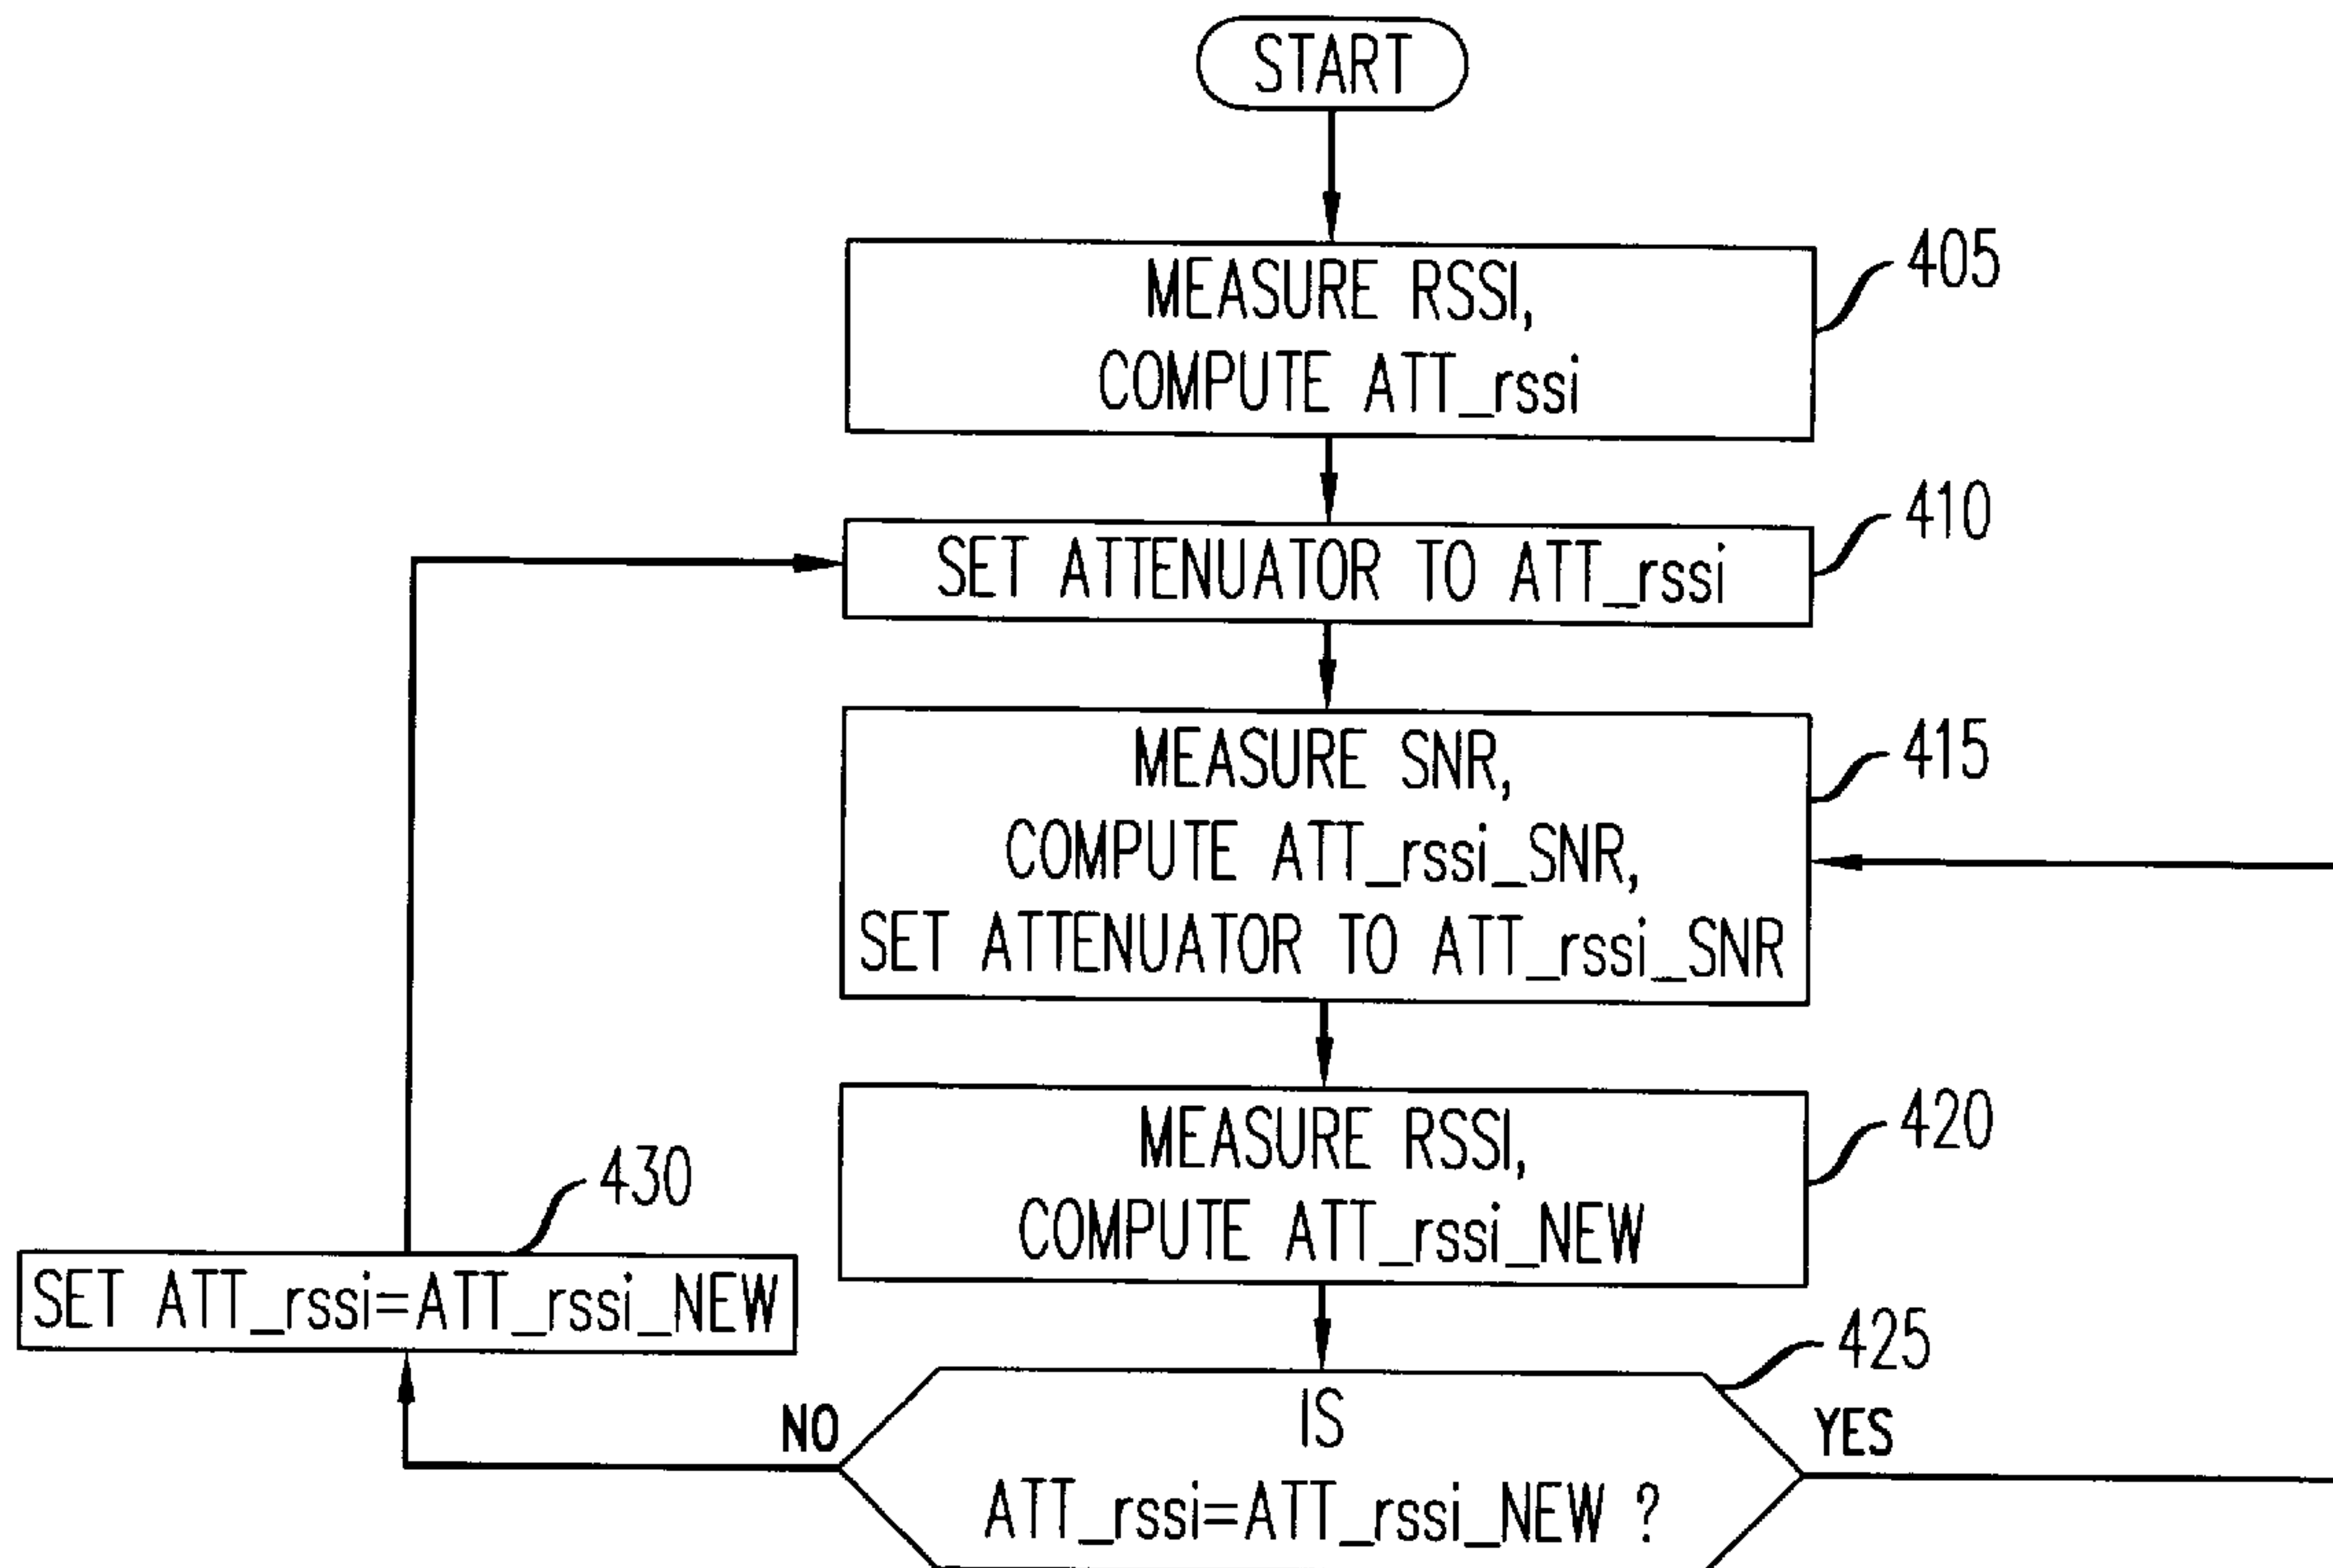 START
MEASURE RSSI,
COMPUTE ATT_rssi
405
SET ATTENUATOR TO ATT_rssi
410
MEASURE SNR,
COMPUTE ATT_rssi_SNR,
SET ATTENUATOR TO ATT_rssi_SNR
415
MEASURE RSSI,
COMPUTE ATT_rssi_NEW
420
430
SET ATT_rssi=ATT_rssi_NEW
425
NO
IS
ATT_rssi=ATT_rssi_NEW ?
YES